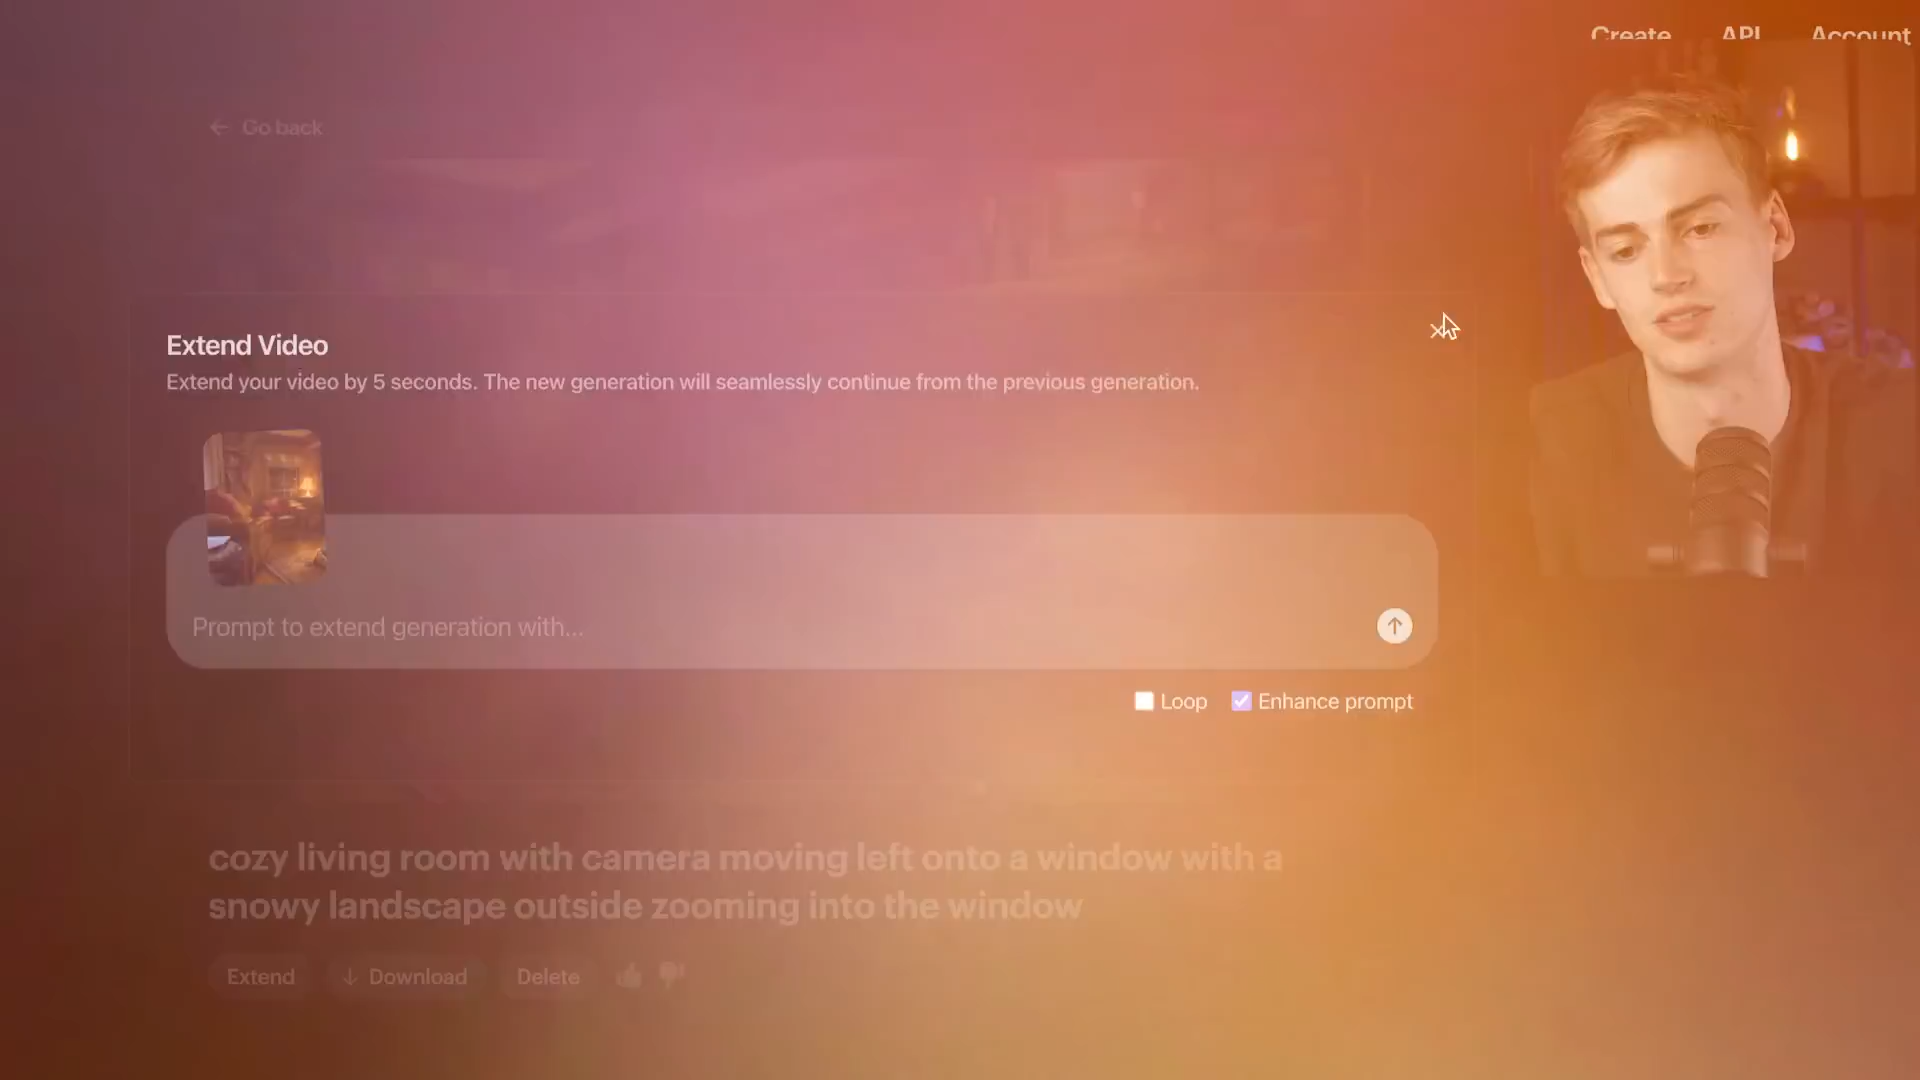 Create API Account
Go back
Extend Video
Extend your video by 5 seconds. The new generation will seamlessly continue from the previous generation.
Prompt to extend generation with...
Loop Enhance prompt
cozy living room with camera moving left onto a window with a
snowy landscape outside zooming into the window
Extend Download Delete